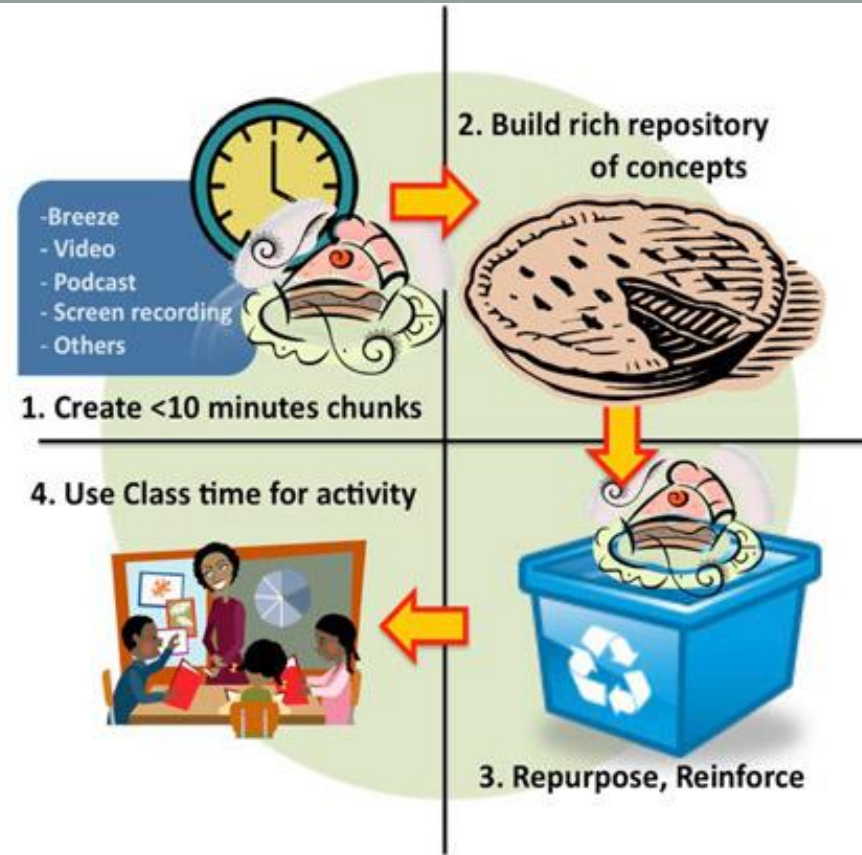 -Breeze
- Video
- Podcast
- Screen recording
- Others
1. Create <10 minutes chunks
2. Build rich repository
of concepts
3. Repurpose, Reinforce
4. Use Class time for activity